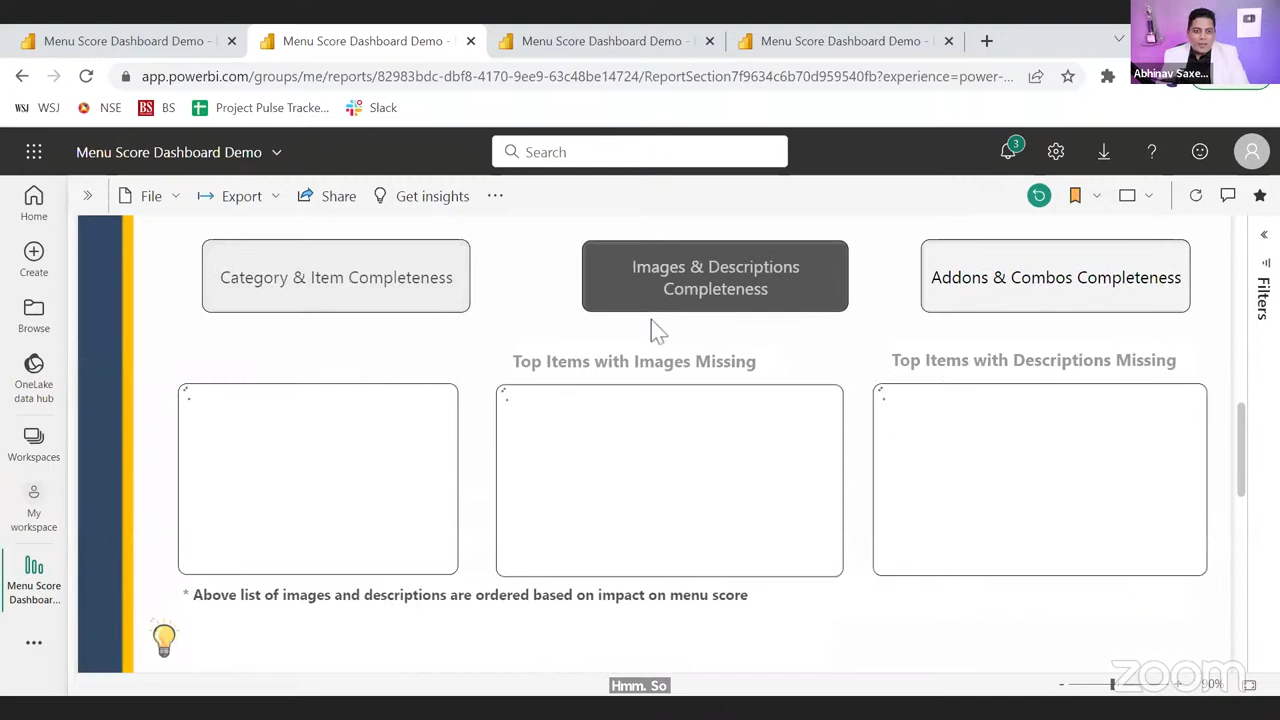 Menu Score Dashboard Demo -
Menu Score Dashboard Demo -
Menu Score Dashboard Demo -
Menu Score Dashboard Demo -
Abhinav Saxe...
app.powerbi.com/groups/me/reports/82983bdc-dbf8-4170-9ee9-63c48be14724/ReportSection7f9634c6b70d959540fb?experience=power-...
WSJ WSJ
NSE
BS BS
Project Pulse Tracke...
Slack
Menu Score Dashboard Demo
Search
3
File
Export
Share
Get insights
Home
Create
Browse
OneLake
data hub
Workspaces
My
workspace
Menu Score
Dashboar...
Filters
Category & Item Completeness
Images & Descriptions
Completeness
Addons & Combos Completeness
Top Items with Images Missing
Top Items with Descriptions Missing
* Above list of images and descriptions are ordered based on impact on menu score
Hmm. So
zoom
90%